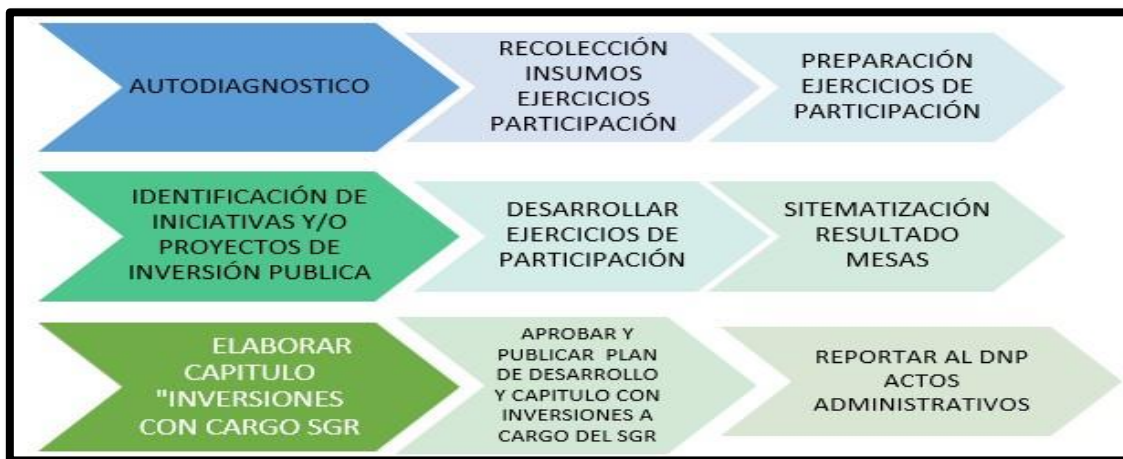 AUTODIAGNOSTICO
RECOLECCIÓN
INSUMOS
EJERCICIOS
PARTICIPACIÓN
PREPARACIÓN
EJERCICIOS DE
PARTICIPACIÓN
IDENTIFICACIÓN DE
INICIATIVAS Y/O
PROYECTOS DE
INVERSIÓN PUBLICA
DESARROLLAR
EJERCICIOS DE
PARTICIPACIÓN
SITEMATIZACIÓN
RESULTADO
MESAS
ELABORAR
CAPITULO
"INVERSIONES
CON CARGO SGR
APROBAR Y
PUBLICAR PLAN
DE DESARROLLO
Y CAPITULO CON
INVERSIONES A
CARGO DEL SGR
REPORTAR AL DNP
ACTOS
ADMINISTRATIVOS